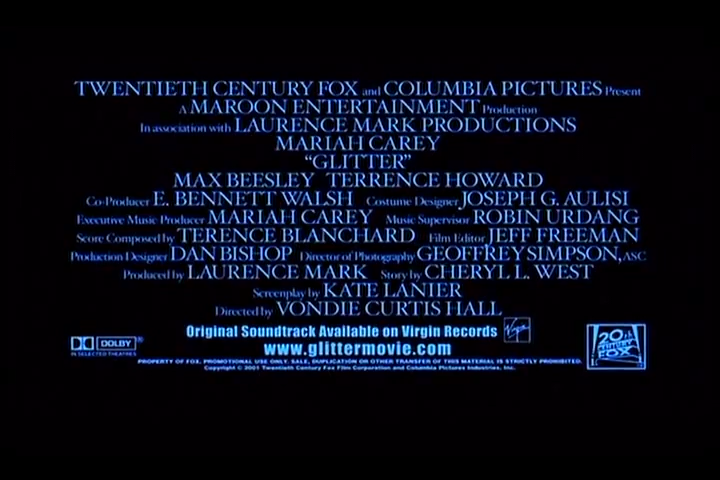 TWENTIETH CENTURY FOX and COLUMBIA PICTURES Present
A MAROON ENTERTAINMENT Production
In association with LAURENCE MARK PRODUCTIONS
MARIAH CAREY
"GLITTER"
MAX BEESLEY TERRENCE HOWARD
Co-Producer E. BENNETT WALSH Costume Designer JOSEPH G. AULISI
Executive Music Producer MARIAH CAREY Music Supervisor ROBIN URDANG
Score Composed by TERENCE BLANCHARD Film Editor JEFF FREEMAN
Production Designer DAN BISHOP Director of Photography GEOFFREY SIMPSON, ASC
Produced by LAURENCE MARK Story by CHERYL L. WEST
Screenplay by KATE LANIER
Directed by VONDIE CURTIS HALL
Original Soundtrack Available on Virgin Records Virgin
DOLBY®
IN SELECTED THEATRES
www.glittermovie.com
20th CENTURY FOX
PROPERTY OF FOX. PROMOTIONAL USE ONLY. SALE, DUPLICATION OR OTHER TRANSFER OF THIS MATERIAL IS STRICTLY PROHIBITED.
Copyright © 2001 Twentieth Century Fox Film Corporation and Columbia Pictures Industries, Inc.